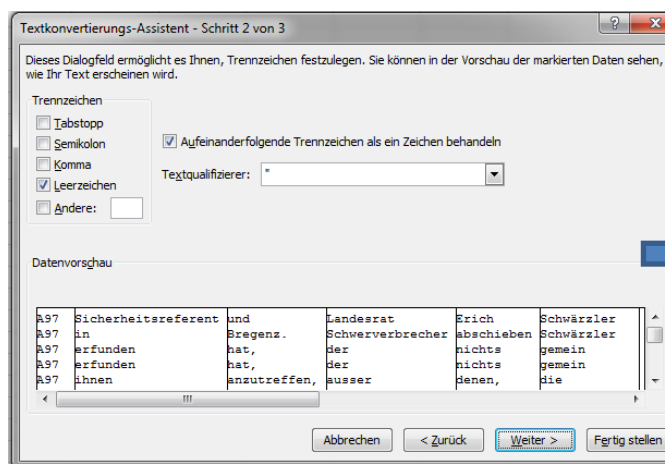 Textkonvertierungs-Assistent - Schritt 2 von 3
Dieses Dialogfeld ermöglicht es Ihnen, Trennzeichen festzulegen. Sie können in der Vorschau der markierten Daten sehen,
wie Ihr Text erscheinen wird.
Trennzeichen
Tabstopp
Semikolon
Komma
Leerzeichen
Andere:
Aufeinanderfolgende Trennzeichen als ein Zeichen behandeln
Textqualifizierer: "
Datenvorschau
A97 Sicherheitsreferent und Landesrat Erich Schwärzler
A97 in Bregenz. Schwerverbrecher abschieben Schwärzler
A97 erfunden hat, der nichts gemein
A97 erfunden hat, der nichts gemein
A97 ihnen anzutreffen, ausser denen, die
Abbrechen < Zurück Weiter > Fertig stellen